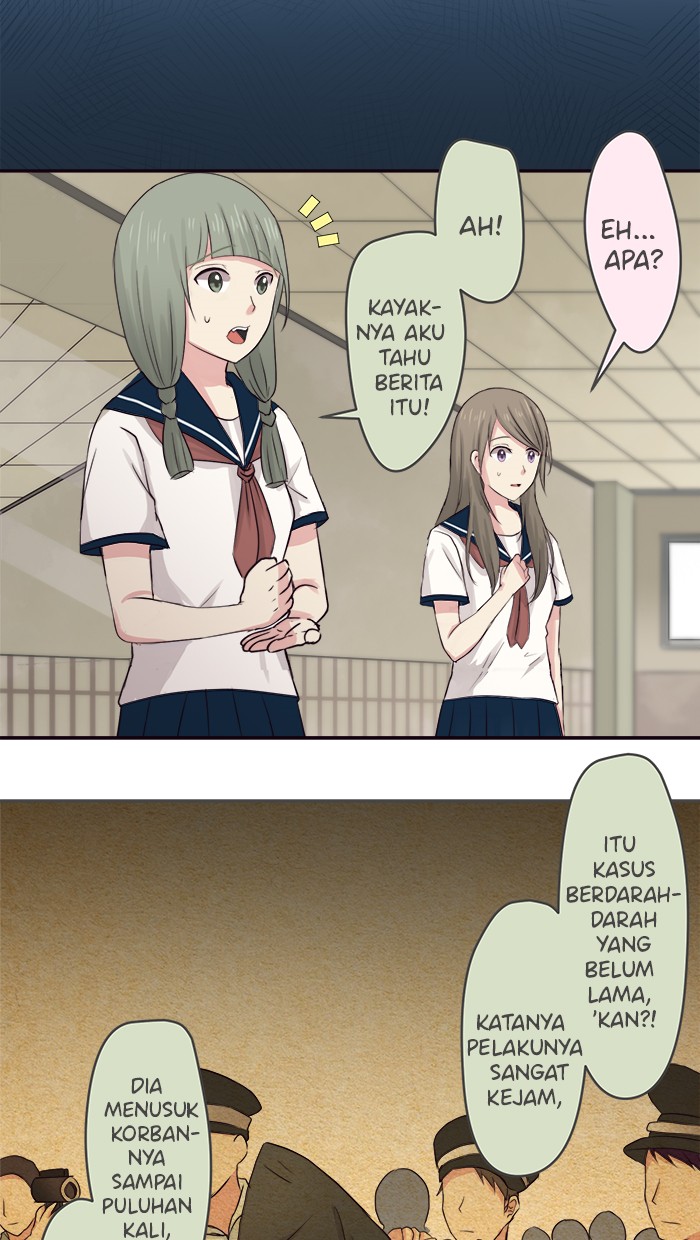 EH...
APA?
AH!
KAYAK-
NYA AKU
TAHU
BERITA
ITU!
ITU
KASUS
BERDARAH-
DARAH
YANG
BELUM
LAMA,
'KAN?!
KATANYA
PELAKUNYA
SANGAT
KEJAM,
DIA
MENUSUK
KORBAN-
NYA
SAMPAI
PULUHAN
KALI,